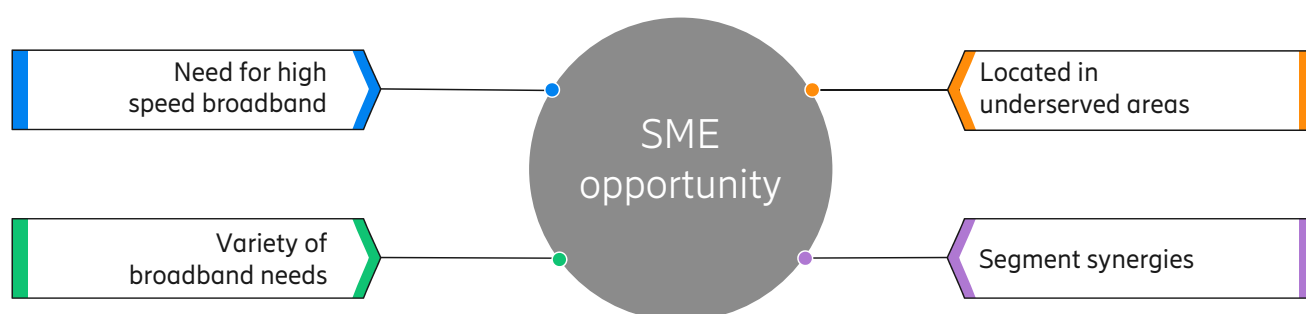 Need for high
speed broadband
Located in
underserved areas
SME
opportunity
Variety of
broadband needs
Segment synergies